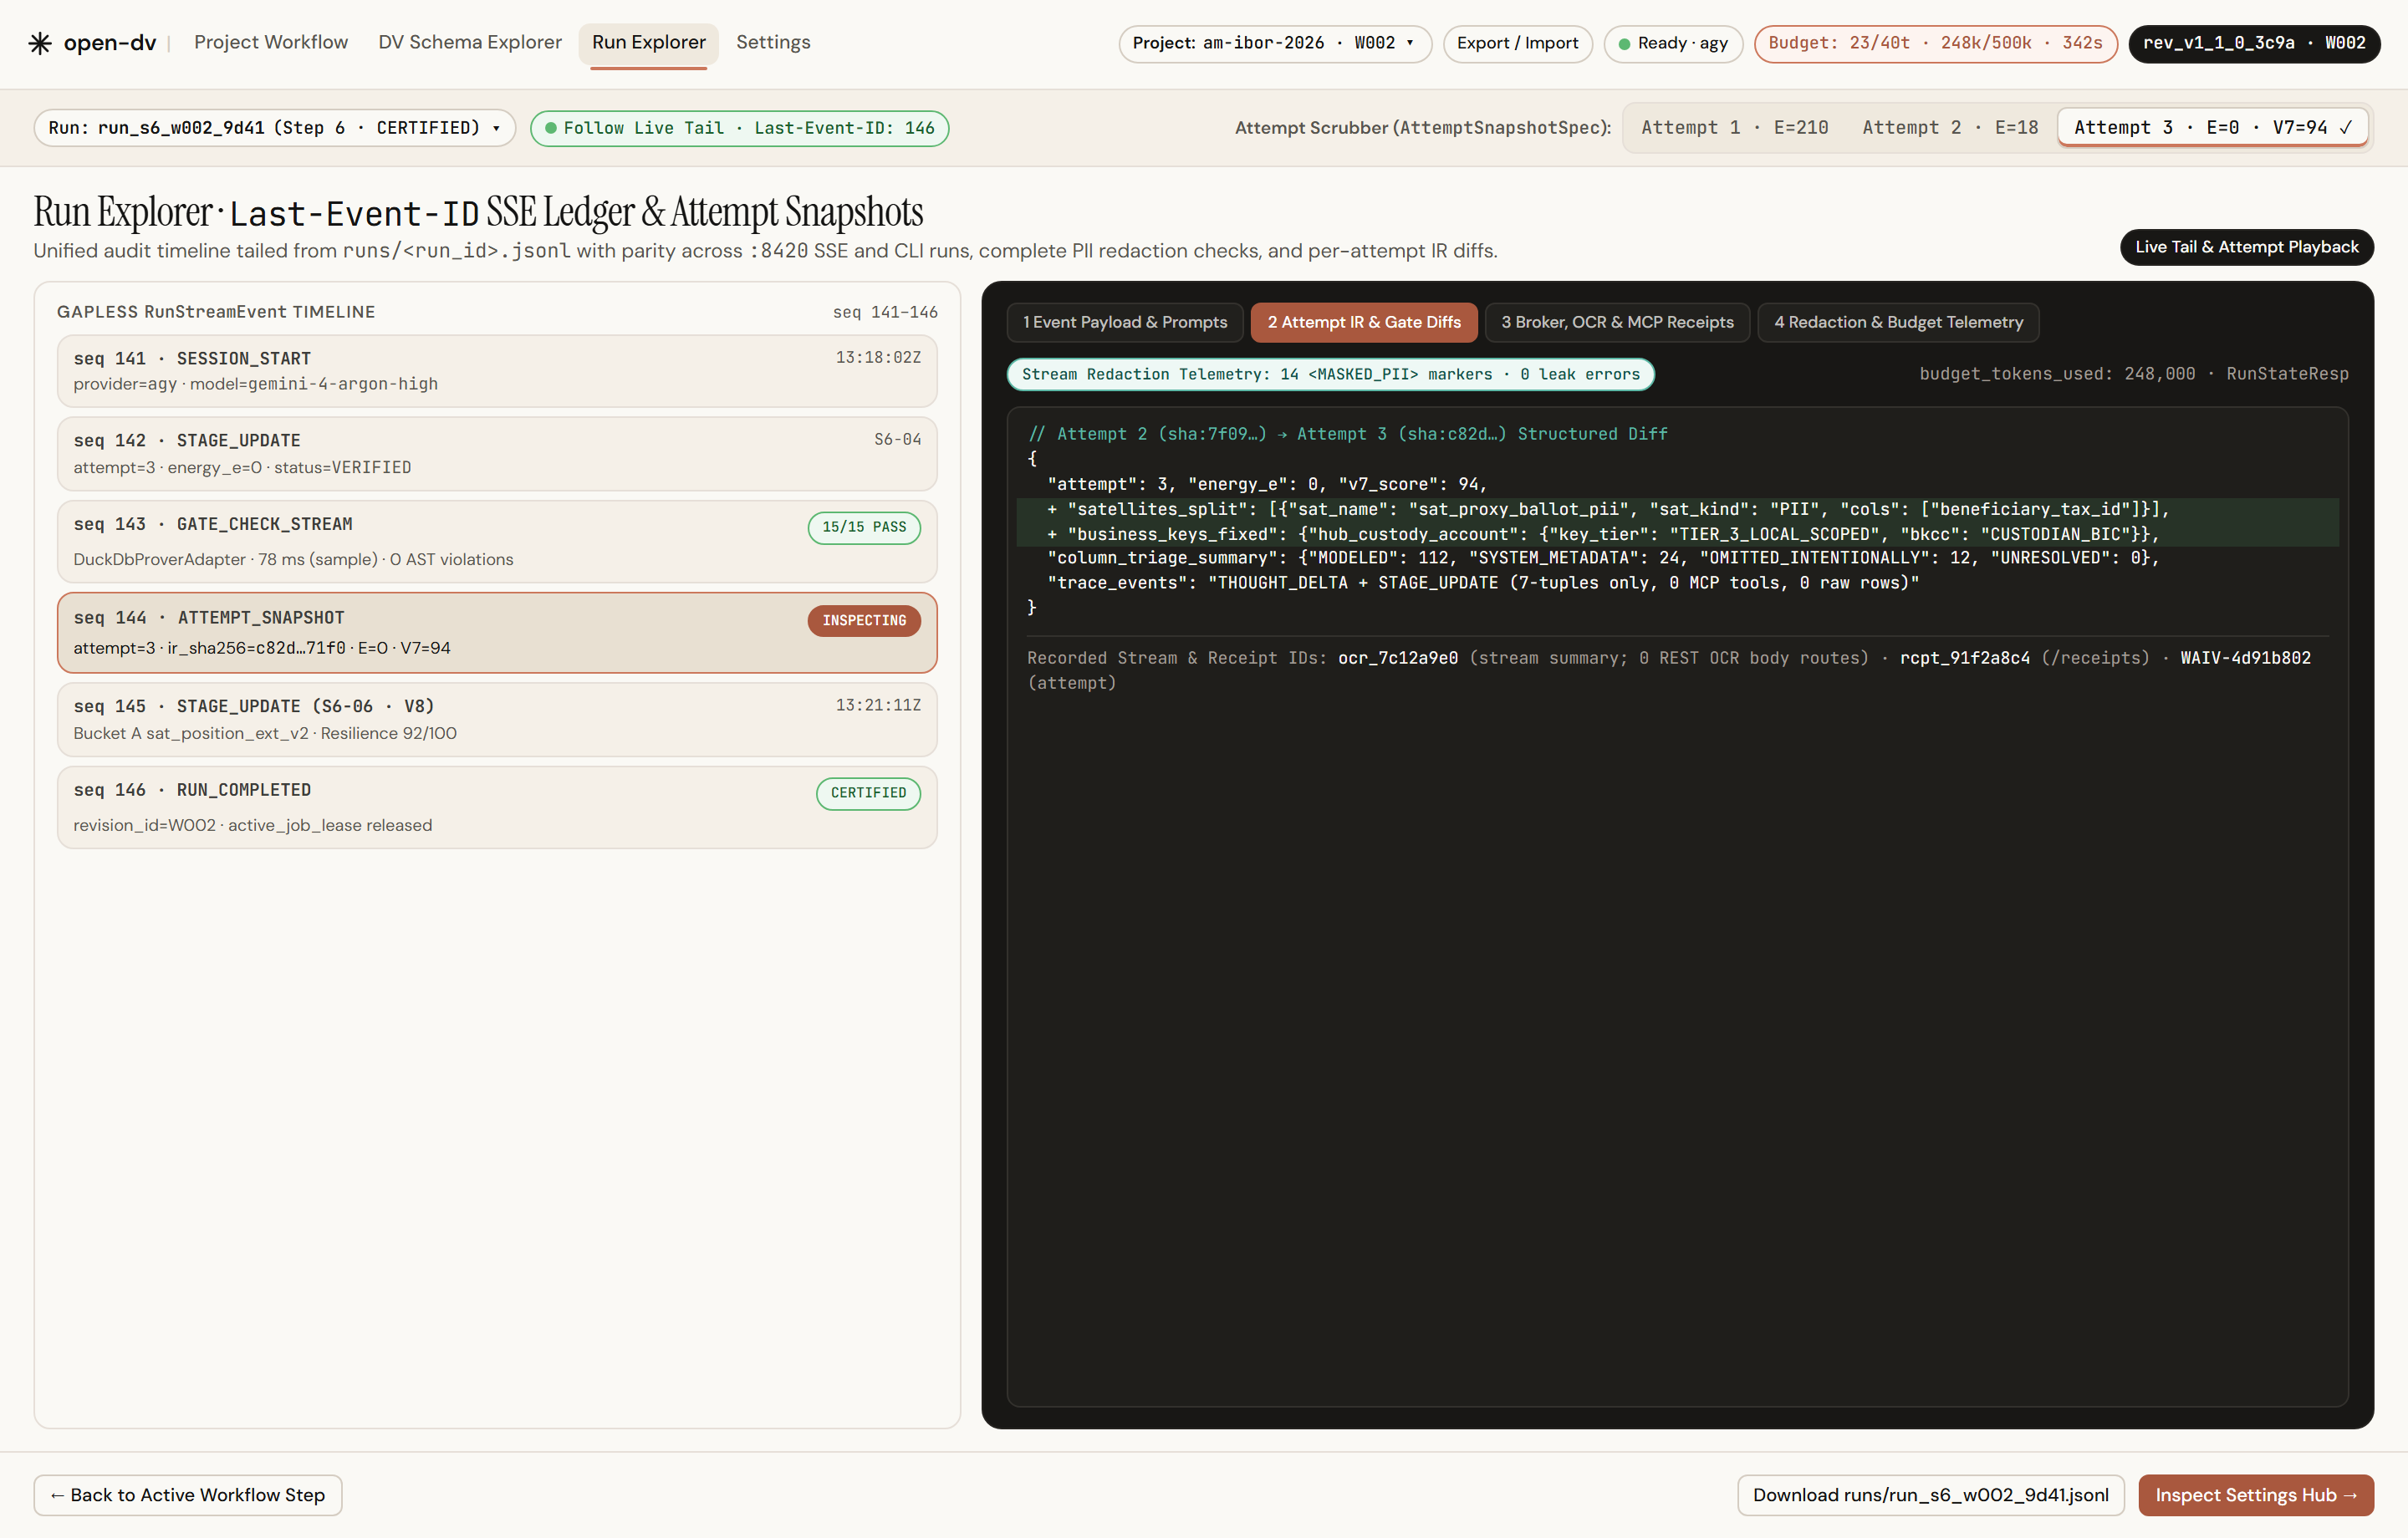 open-dv | Project Workflow DV Schema Explorer Run Explorer Settings Project: am-ibor-2026 · W002 ▾ Export / Import Ready · agy Budget: 23/40t · 248k/500k · 342s rev_v1_1_0_3c9a · W002
Run: run_s6_w002_9d41 (Step 6 · CERTIFIED) ▾ Follow Live Tail · Last-Event-ID: 146 Attempt Scrubber (AttemptSnapshotSpec): Attempt 1 · E=210 Attempt 2 · E=18 Attempt 3 · E=0 · V7=94 ✓
Run Explorer · Last-Event-ID SSE Ledger & Attempt Snapshots
Unified audit timeline tailed from runs/<run_id>.jsonl with parity across :8420 SSE and CLI runs, complete PII redaction checks, and per-attempt IR diffs.
Live Tail & Attempt Playback
GAPLESS RunStreamEvent TIMELINE seq 141–146
seq 141 · SESSION_START 13:18:02Z
provider=agy · model=gemini-4-argon-high
seq 142 · STAGE_UPDATE S6-04
attempt=3 · energy_e=0 · status=VERIFIED
seq 143 · GATE_CHECK_STREAM 15/15 PASS
DuckDbProverAdapter · 78 ms (sample) · 0 AST violations
seq 144 · ATTEMPT_SNAPSHOT INSPECTING
attempt=3 · ir_sha256=c82d…71f0 · E=0 · V7=94
seq 145 · STAGE_UPDATE (S6-06 · V8) 13:21:11Z
Bucket A sat_position_ext_v2 · Resilience 92/100
seq 146 · RUN_COMPLETED CERTIFIED
revision_id=W002 · active_job_lease released
1 Event Payload & Prompts 2 Attempt IR & Gate Diffs 3 Broker, OCR & MCP Receipts 4 Redaction & Budget Telemetry
Stream Redaction Telemetry: 14 <MASKED_PII> markers · 0 leak errors budget_tokens_used: 248,000 · RunStateResp
// Attempt 2 (sha:7f09…) → Attempt 3 (sha:c82d…) Structured Diff
{
"attempt": 3, "energy_e": 0, "v7_score": 94,
+ "satellites_split": [{"sat_name": "sat_proxy_ballot_pii", "sat_kind": "PII", "cols": ["beneficiary_tax_id"]}],
+ "business_keys_fixed": {"hub_custody_account": {"key_tier": "TIER_3_LOCAL_SCOPED", "bkcc": "CUSTODIAN_BIC"}},
"column_triage_summary": {"MODELED": 112, "SYSTEM_METADATA": 24, "OMITTED_INTENTIONALLY": 12, "UNRESOLVED": 0},
"trace_events": "THOUGHT_DELTA + STAGE_UPDATE (7-tuples only, 0 MCP tools, 0 raw rows)"
}
Recorded Stream & Receipt IDs: ocr_7c12a9e0 (stream summary; 0 REST OCR body routes) · rcpt_91f2a8c4 (/receipts) · WAIV-4d91b802
(attempt)
← Back to Active Workflow Step Download runs/run_s6_w002_9d41.jsonl Inspect Settings Hub →